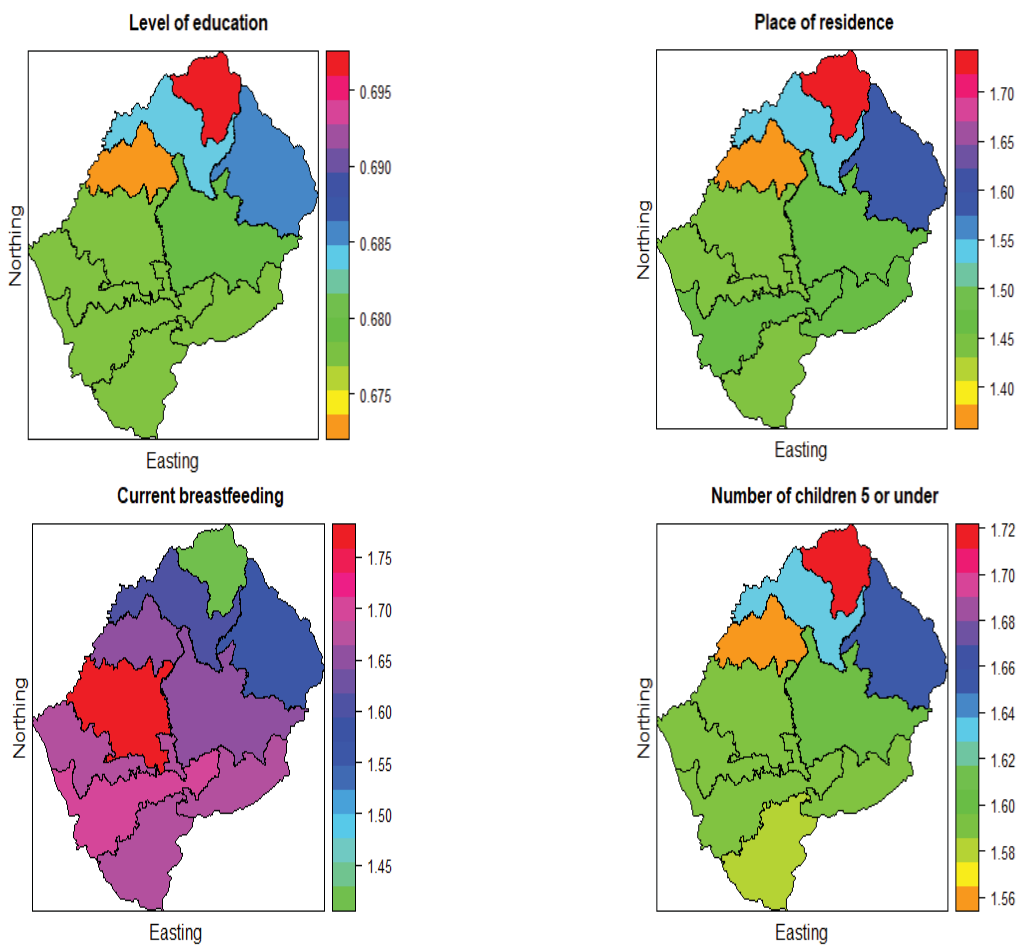 Level of education
Northing
0.695
0.690
0.685
0.680
0.675
Easting
Place of residence
Northing
1.70
1.65
1.60
1.55
1.50
1.45
1.40
Easting
Current breastfeeding
Northing
1.75
1.70
1.65
1.60
1.55
1.50
1.45
Easting
Number of children 5 or under
Northing
1.72
1.70
1.68
1.66
1.64
1.62
1.60
1.58
1.56
Easting